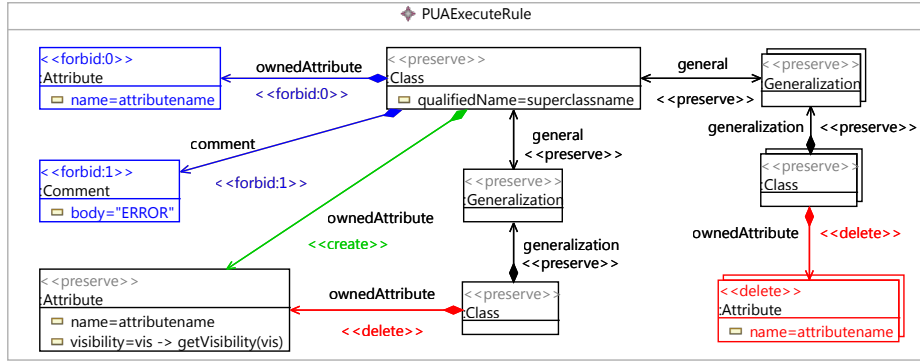 PUAExecuteRule
<<forbid:0>>
:Attribute
name=attributename
ownedAttribute
<<forbid:0>>
<<preserve>>
:Class
qualifiedName=superclassname
general
<<preserve>>
<<preserve>>
:Generalization
comment
<<forbid:1>>
<<forbid:1>>
:Comment
body="ERROR"
general
<<preserve>>
generalization
<<preserve>>
<<preserve>>
:Generalization
<<preserve>>
:Class
ownedAttribute
<<create>>
generalization
<<preserve>>
ownedAttribute
<<delete>>
<<preserve>>
:Attribute
name=attributename
visibility=vis -> getVisibility(vis)
ownedAttribute
<<delete>>
<<preserve>>
:Class
<<delete>>
:Attribute
name=attributename